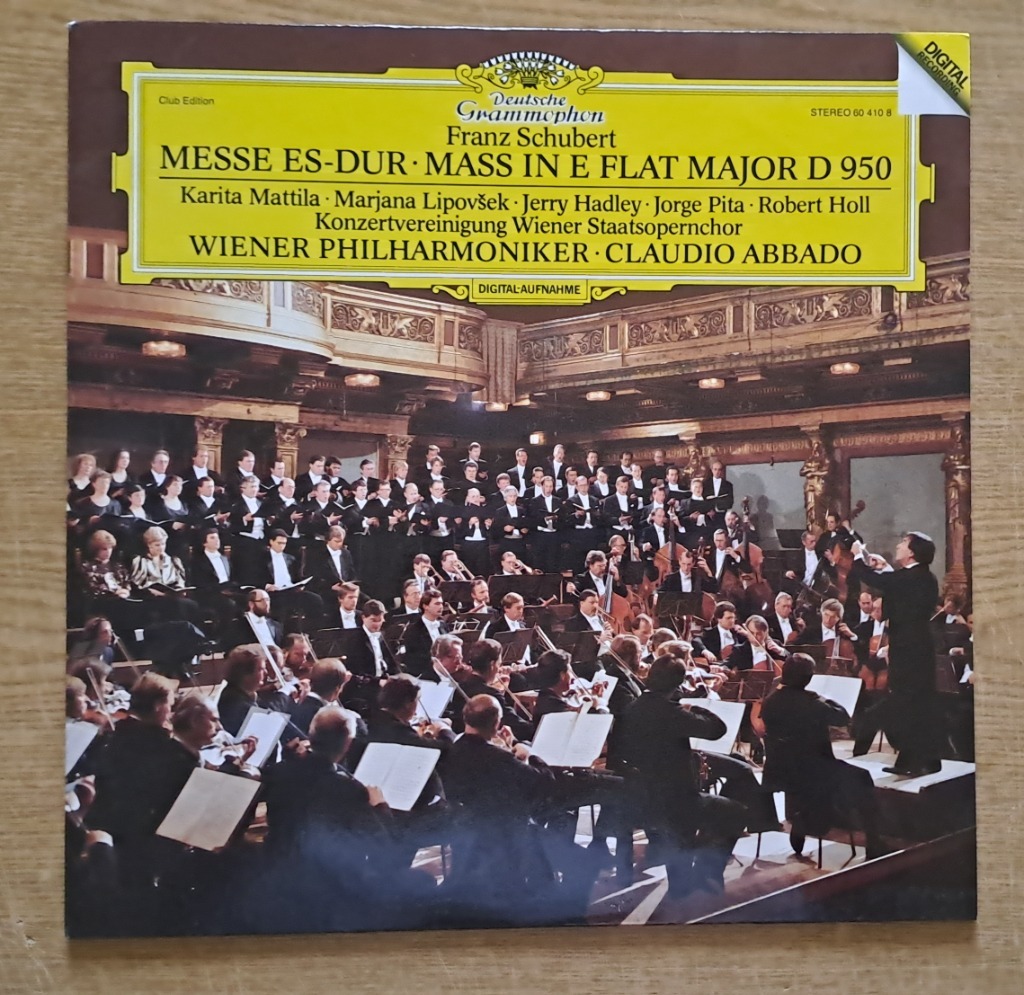 DIGITAL
RECORDING
Club Edition
Deutsche
Grammophon
STEREO 60 410 8
Franz Schubert
MESSE ES-DUR · MASS IN E FLAT MAJOR D 950
Karita Mattila · Marjana Lipovšek · Jerry Hadley · Jorge Pita · Robert Holl
Konzertvereinigung Wiener Staatsopernchor
WIENER PHILHARMONIKER · CLAUDIO ABBADO
DIGITAL-AUFNAHME